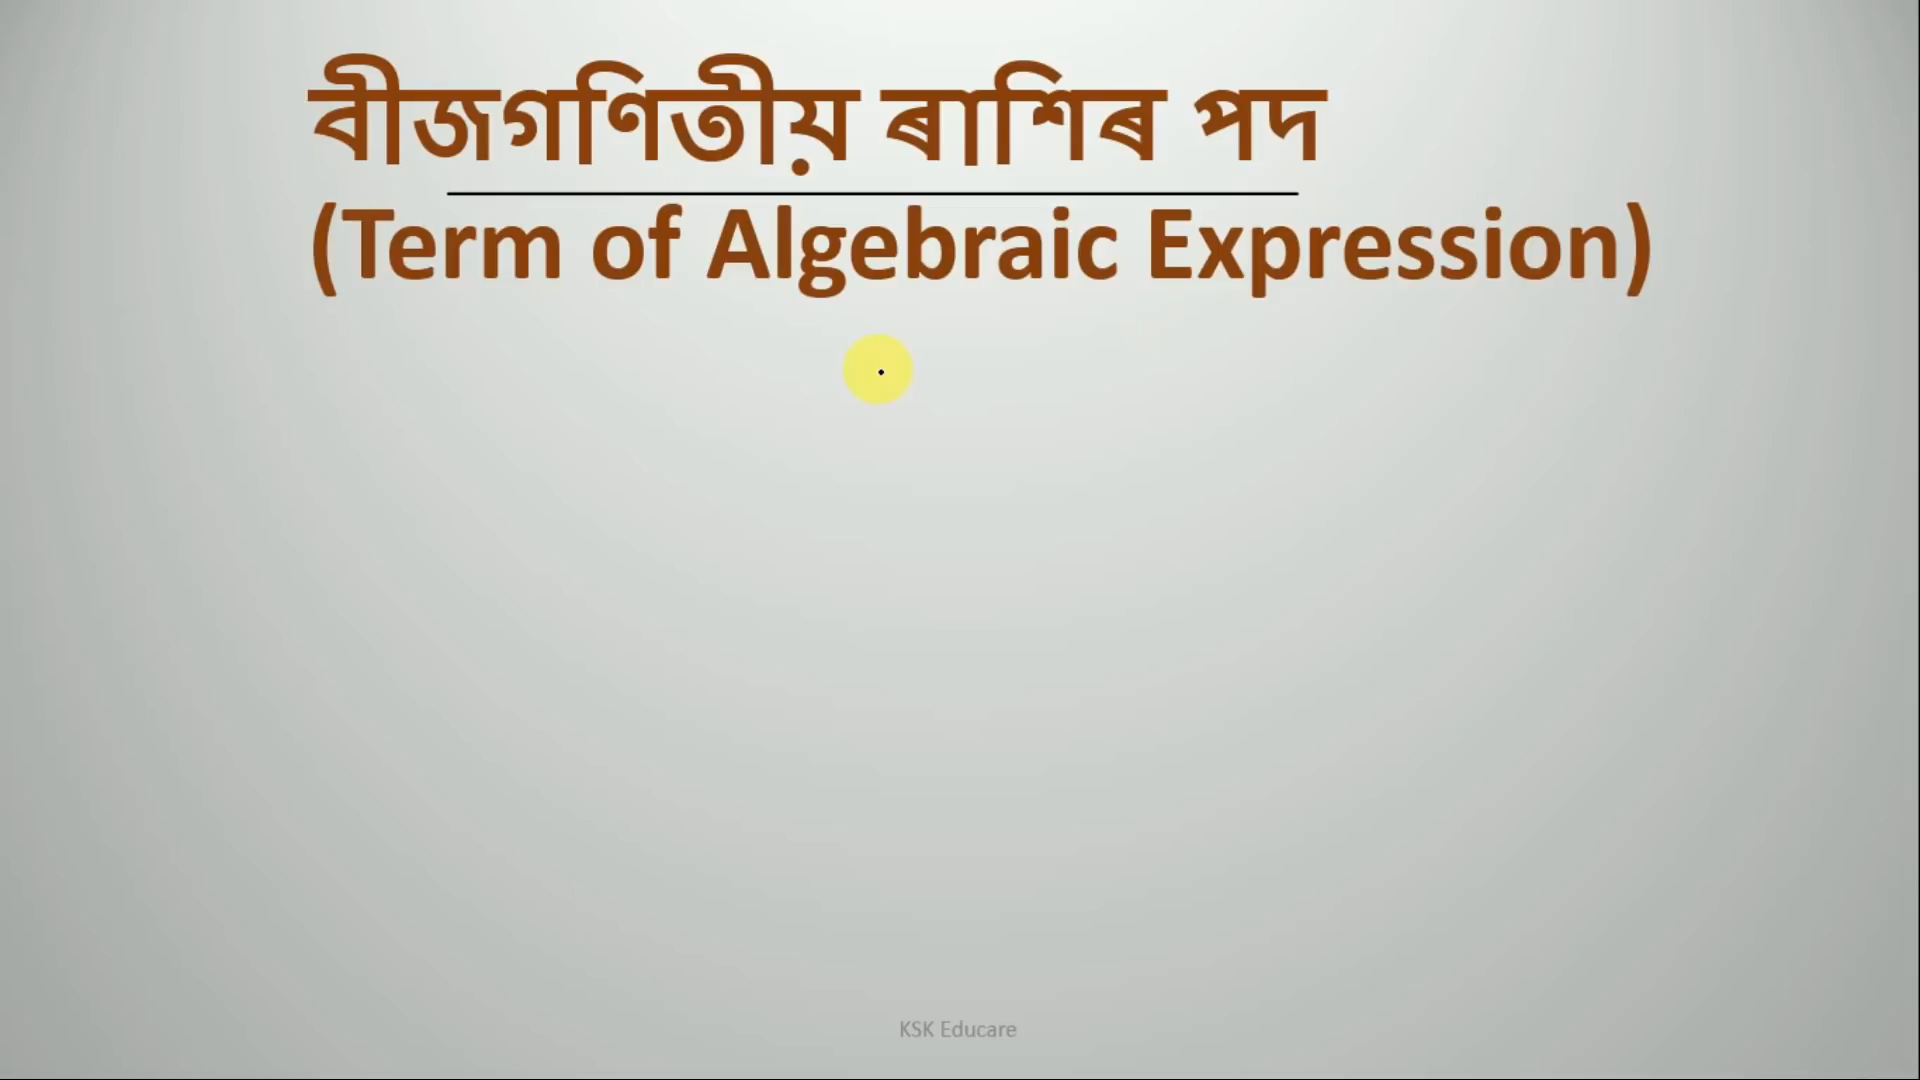 বীজগণিতীয় ৰাশিৰ পদ
(Term of Algebraic Expression)
KSK Educare